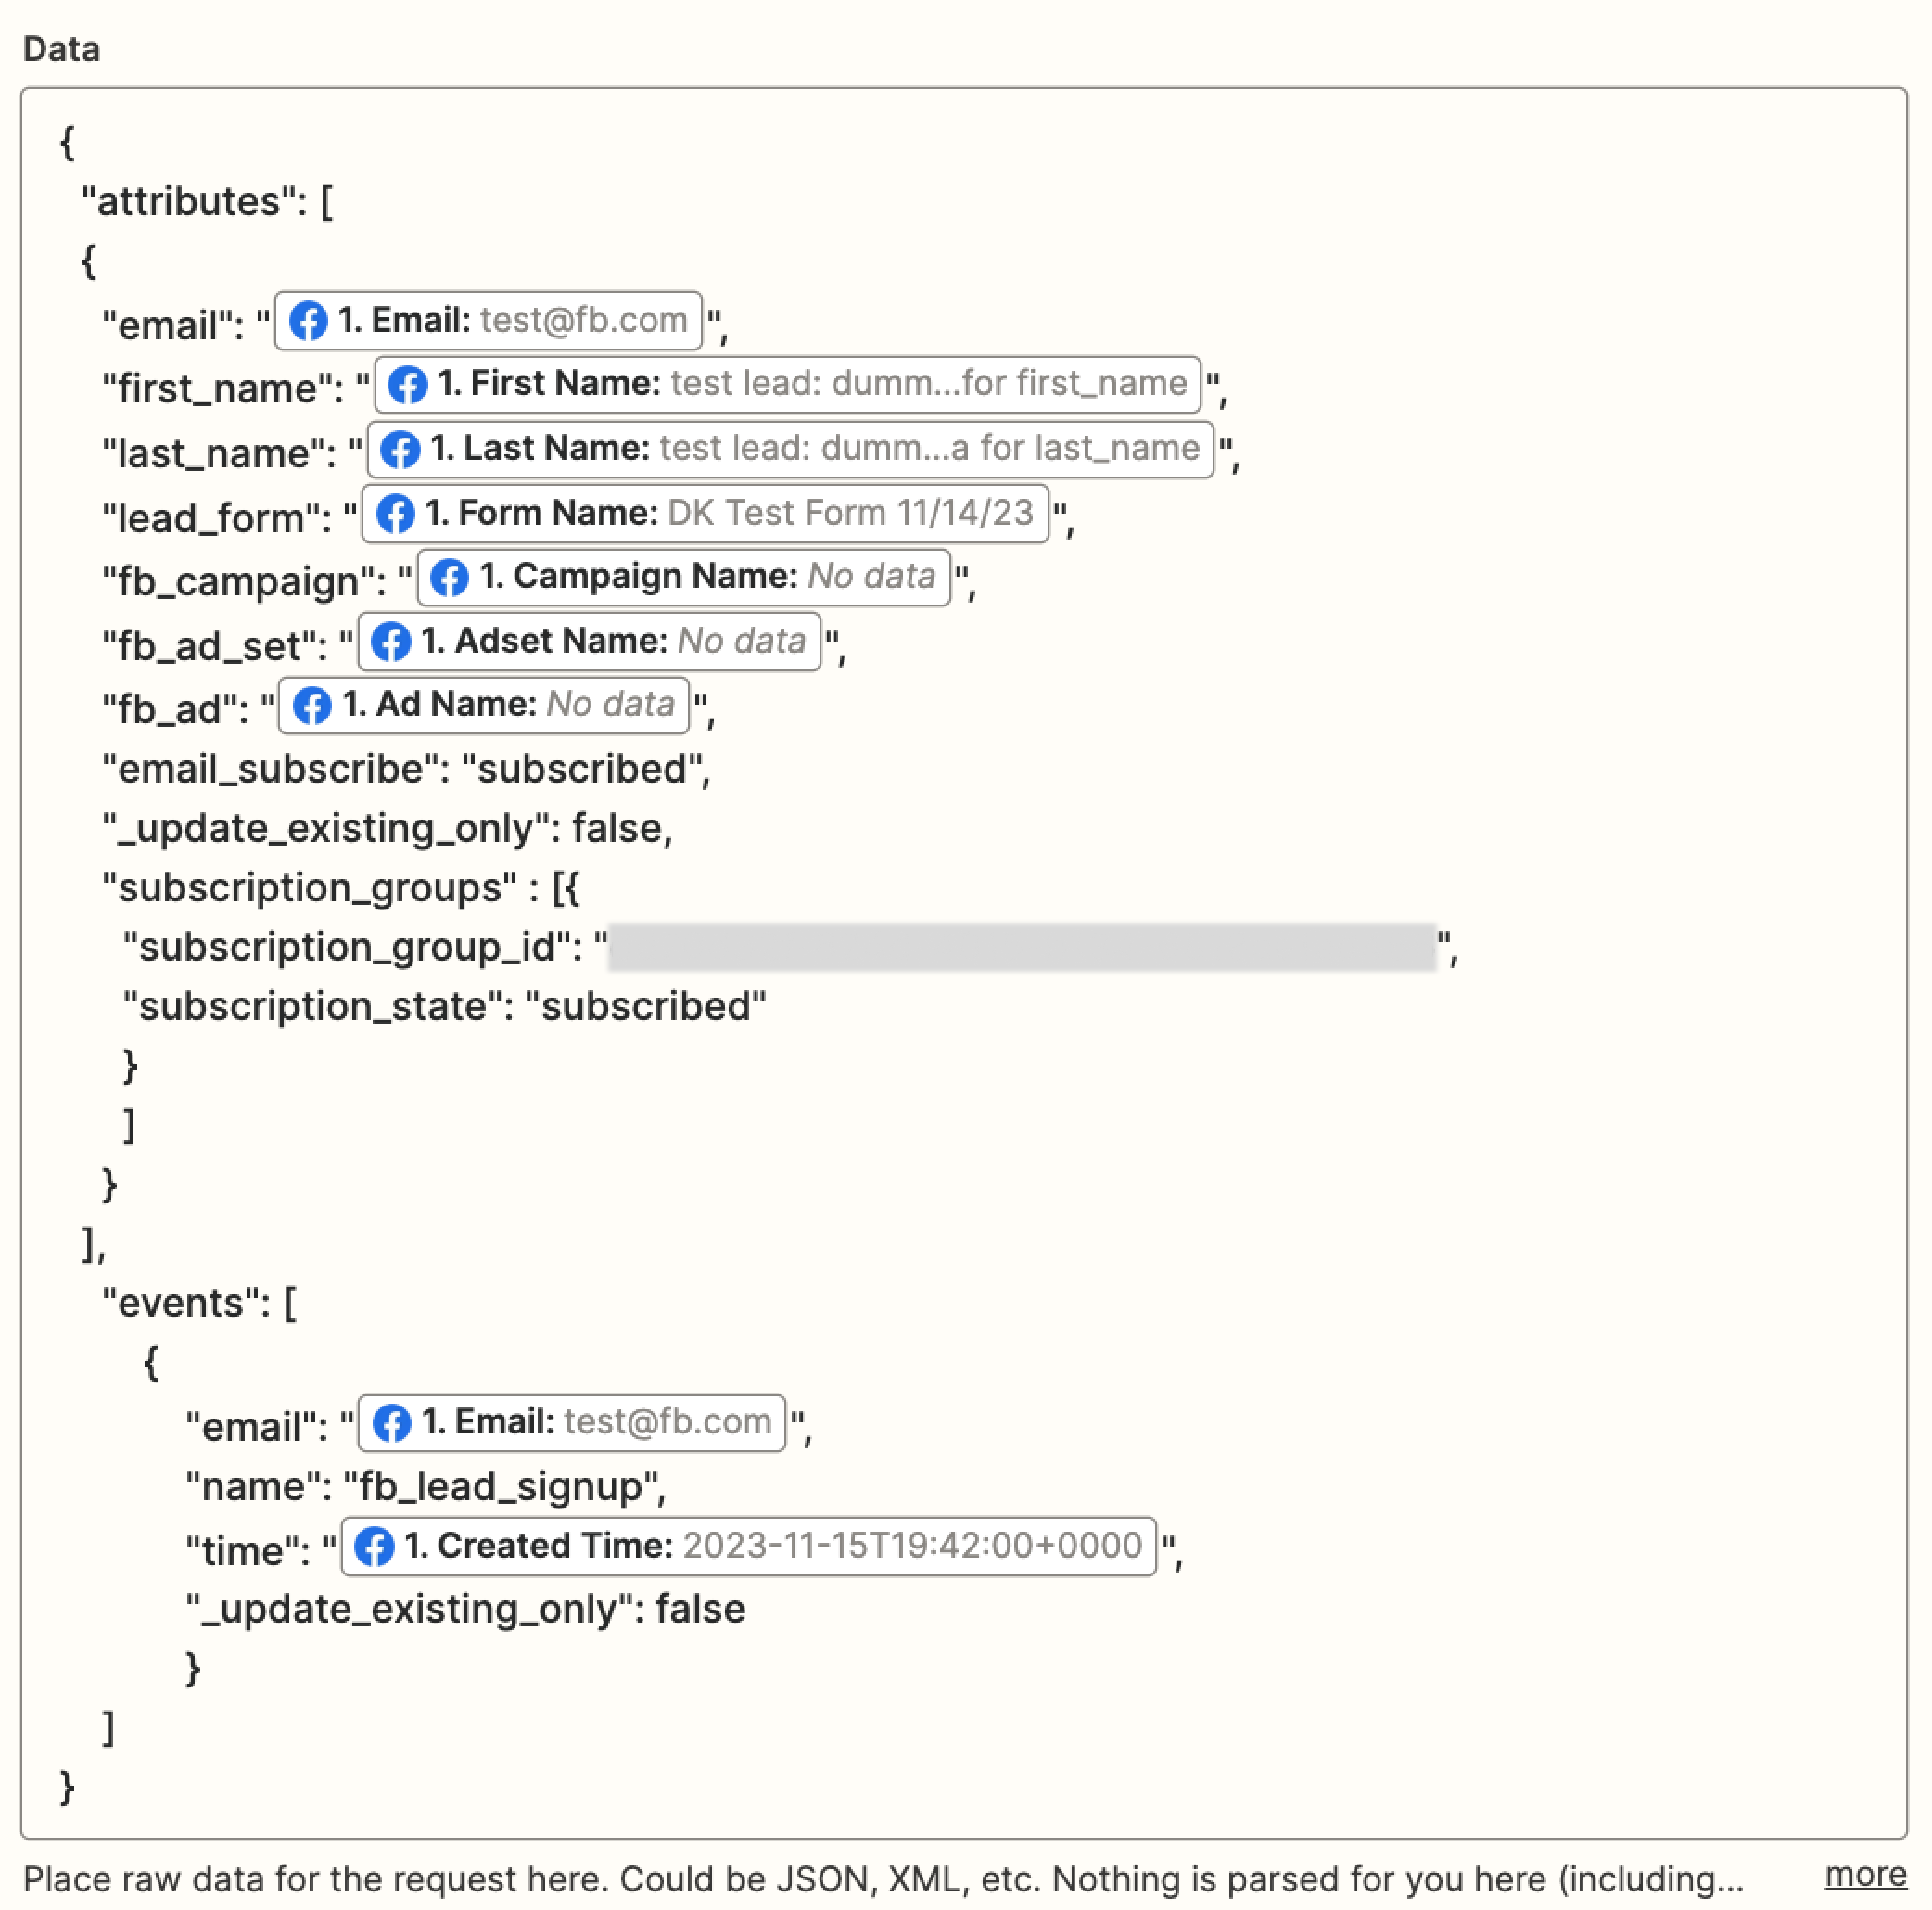 Data
{
"attributes": [
{
"email": "1. Email: test@fb.com",
"first_name": "1. First Name: test lead: dumm...for first_name",
"last_name": "1. Last Name: test lead: dumm...a for last_name",
"lead_form": "1. Form Name: DK Test Form 11/14/23",
"fb_campaign": "1. Campaign Name: No data",
"fb_ad_set": "1. Adset Name: No data",
"fb_ad": "1. Ad Name: No data",
"email_subscribe": "subscribed",
"_update_existing_only": false,
"subscription_groups" : [{
"subscription_group_id": "",
"subscription_state": "subscribed"
}
]
}
],
"events": [
{
"email": "1. Email: test@fb.com",
"name": "fb_lead_signup",
"time": "1. Created Time: 2023-11-15T19:42:00+0000",
"_update_existing_only": false
}
]
}
Place raw data for the request here. Could be JSON, XML, etc. Nothing is parsed for you here (including... more